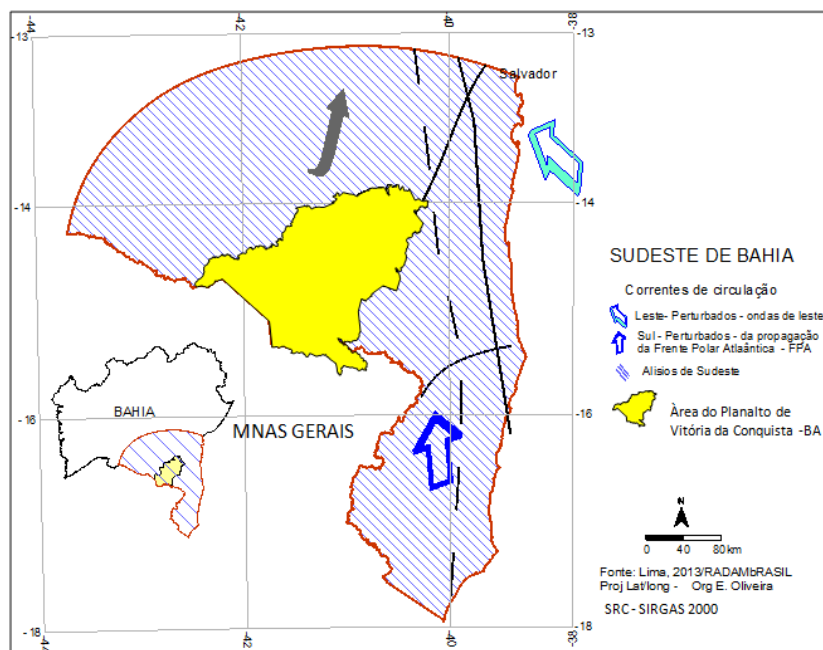 -44
-42
-40
-38
-13
-13
Salvador
-14
-14
SUDESTE DE BAHIA
Correntes de circulação
Leste- Perturbados - ondas de leste
Sul - Perturbados - da propagação
da Frente Polar Atlaântica - FPA
Alisios de Sudeste
Àrea do Planalto de
Vitória da Conquista -BA
BAHIA
-16
-16
MNAS GERAIS
N
0 40 80 km
Fonte: Lima, 2013/RADAMbRASIL
Proj Lat/long - Org E. Oliveira
SRC - SIRGAS 2000
-18
-18
-44
-42
-40
-38